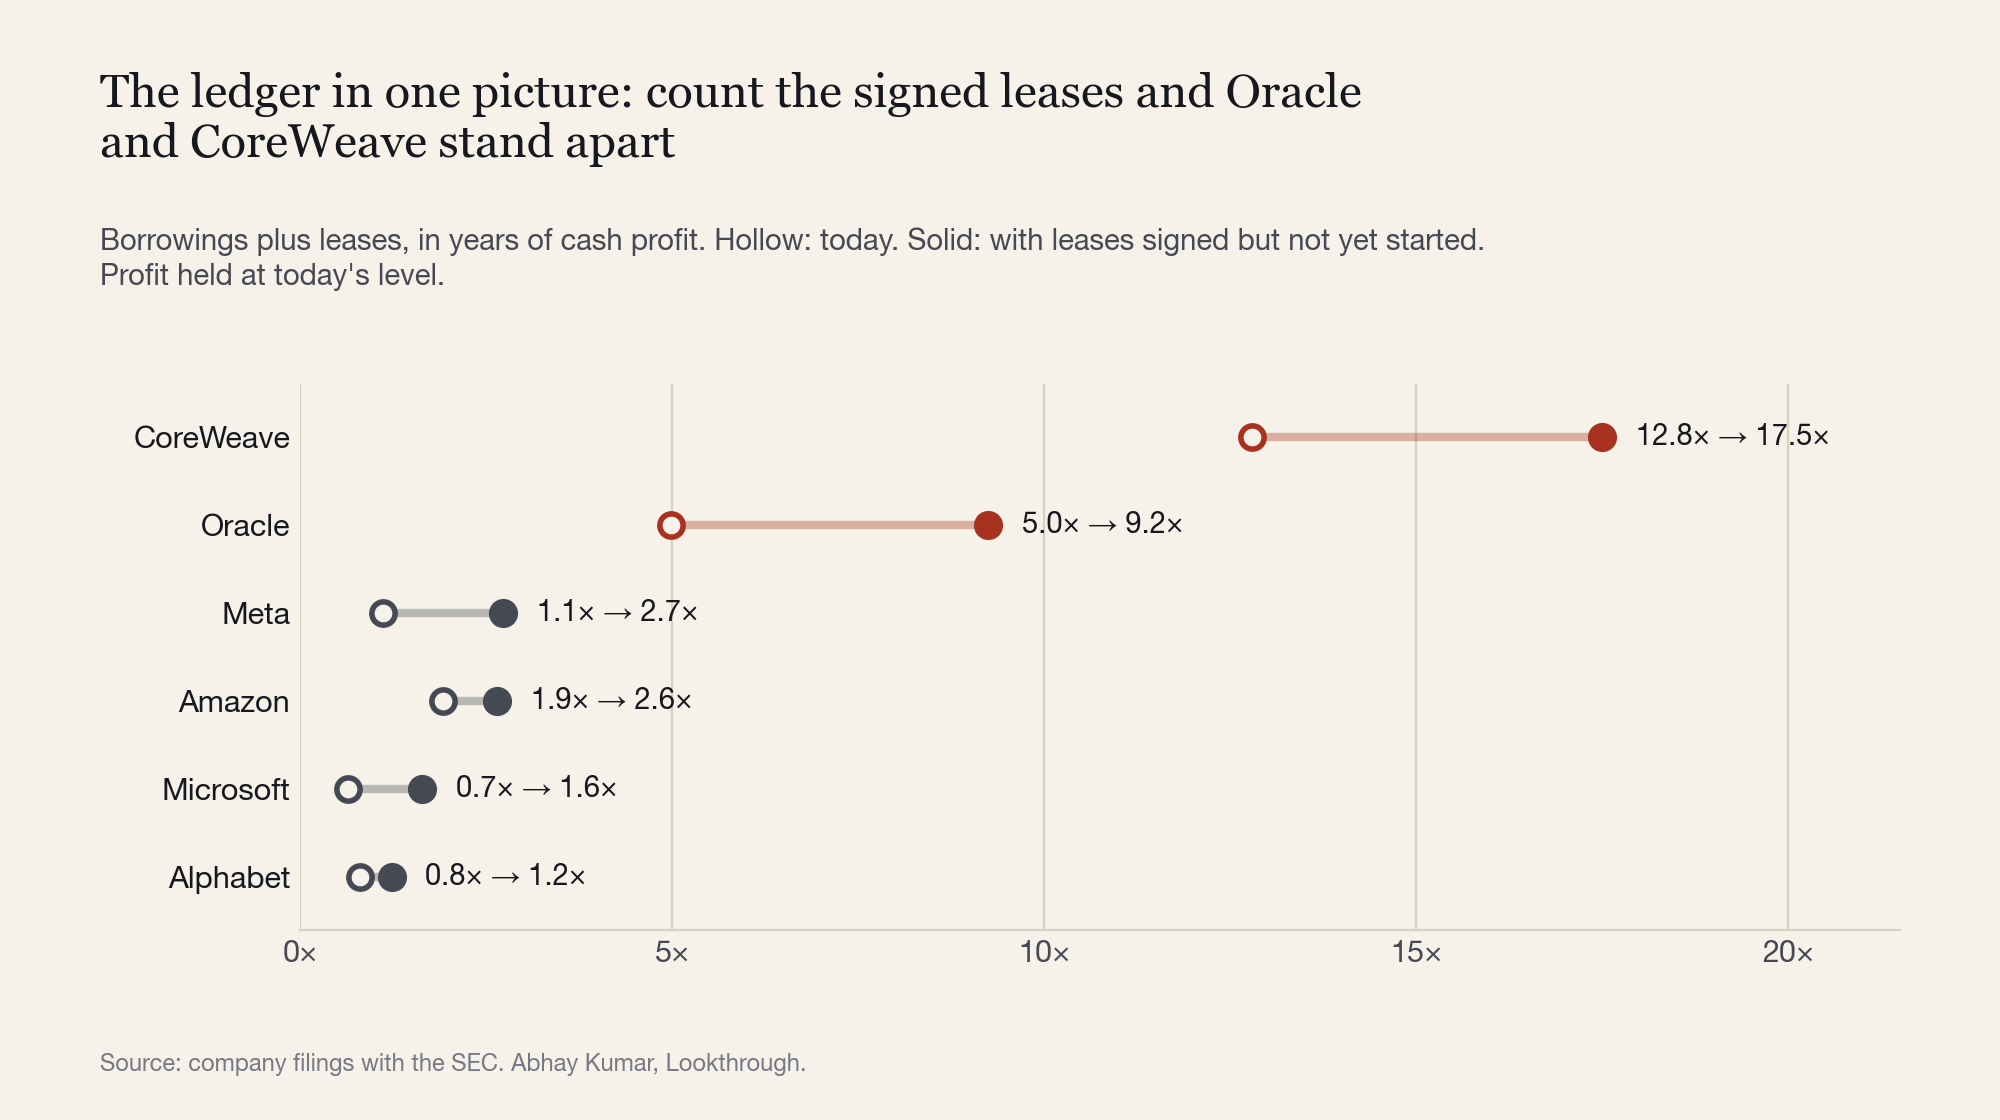 The ledger in one picture: count the signed leases and Oracle
and CoreWeave stand apart
Borrowings plus leases, in years of cash profit. Hollow: today. Solid: with leases signed but not yet started.
Profit held at today's level.
CoreWeave 12.8× → 17.5×
Oracle 5.0× → 9.2×
Meta 1.1× → 2.7×
Amazon 1.9× → 2.6×
Microsoft 0.7× → 1.6×
Alphabet 0.8× → 1.2×
0× 5× 10× 15× 20×
Source: company filings with the SEC. Abhay Kumar, Lookthrough.